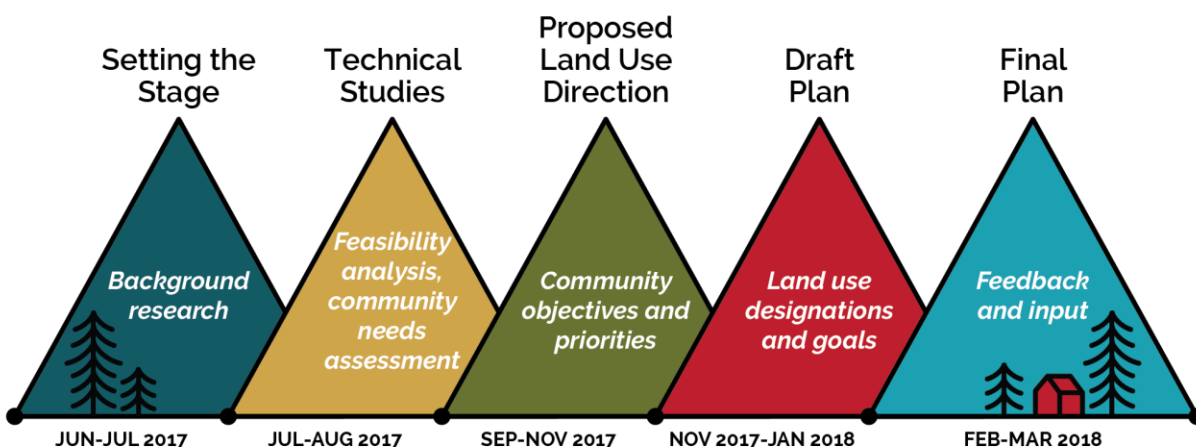 Setting the
Stage
Technical
Studies
Proposed
Land Use
Direction
Draft
Plan
Final
Plan
Background
research
Feasibility
analysis,
community
needs
assessment
Community
objectives and
priorities
Land use
designations
and goals
Feedback
and input
JUN-JUL 2017
JUL-AUG 2017
SEP-NOV 2017
NOV 2017-JAN 2018
FEB-MAR 2018